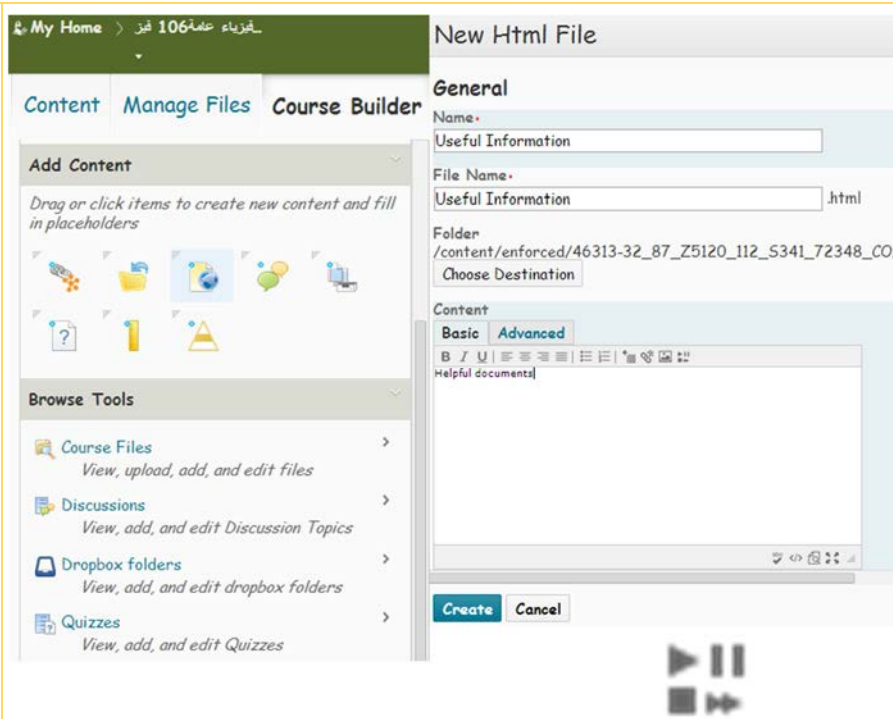 My Home > _فيزياء عامة106 فيز
Content Manage Files Course Builder
Add Content
Drag or click items to create new content and fill
in placeholders
Browse Tools
Course Files
View, upload, add, and edit files
Discussions
View, add, and edit Discussion Topics
Dropbox folders
View, add, and edit dropbox folders
Quizzes
View, add, and edit Quizzes
New Html File
General
Name
Useful Information
File Name
Useful Information .html
Folder
/content/enforced/46313-32_87_Z5120_112_S341_72348_CO
Choose Destination
Content
Basic Advanced
B I U
Helpful documents
Create Cancel